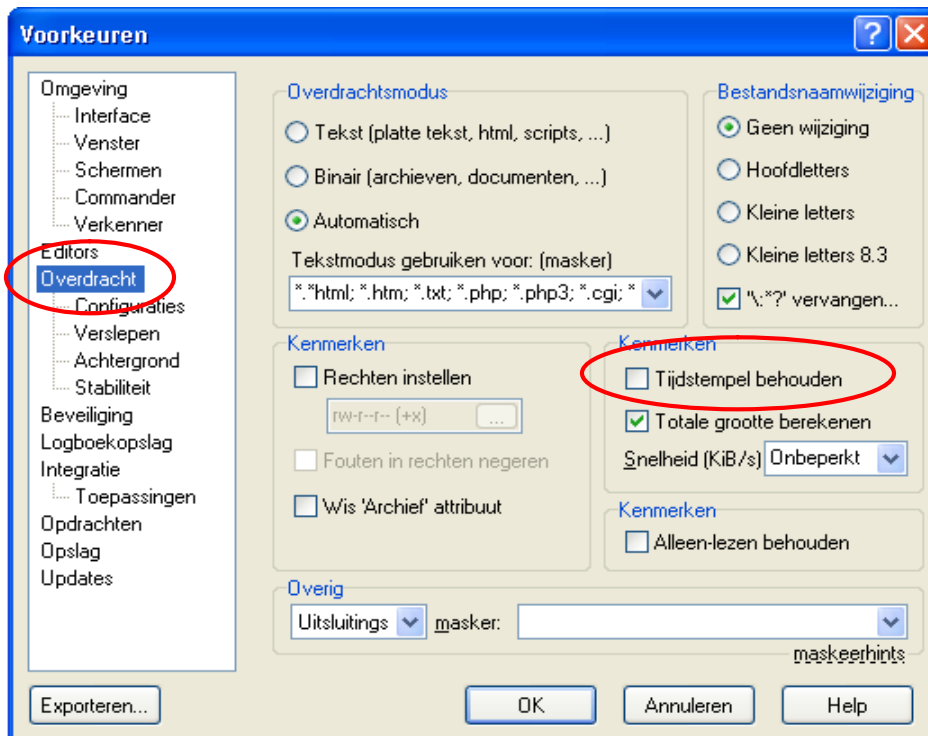 Voorkeuren
Omgeving
Interface
Venster
Schermen
Commander
Verkenner
Editors
Overdracht
Configuraties
Verslepen
Achtergrond
Stabiliteit
Beveiliging
Logboekopslag
Integratie
Toepassingen
Opdrachten
Opslag
Updates
Overdrachtsmodus
Tekst (platte tekst, html, scripts, ...)
Binair (archieven, documenten, ...)
Automatisch
Tekstmodus gebruiken voor: (masker)
*.*html; *.htm; *.txt; *.php; *.php3; *.cgi; *
Bestandsnaamwijziging
Geen wijziging
Hoofdletters
Kleine letters
Kleine letters 8.3
'\:*?' vervangen...
Kenmerken
Rechten instellen
rw-r--r-- (+x)
...
Fouten in rechten negeren
Wis 'Archief' attribuut
Kenmerken
Tijdstempel behouden
Totale grootte berekenen
Snelheid (KiB/s) Onbeperkt
Kenmerken
Alleen-lezen behouden
Overig
Uitsluitings masker:
maskeerhints
Exporteren... OK Annuleren Help